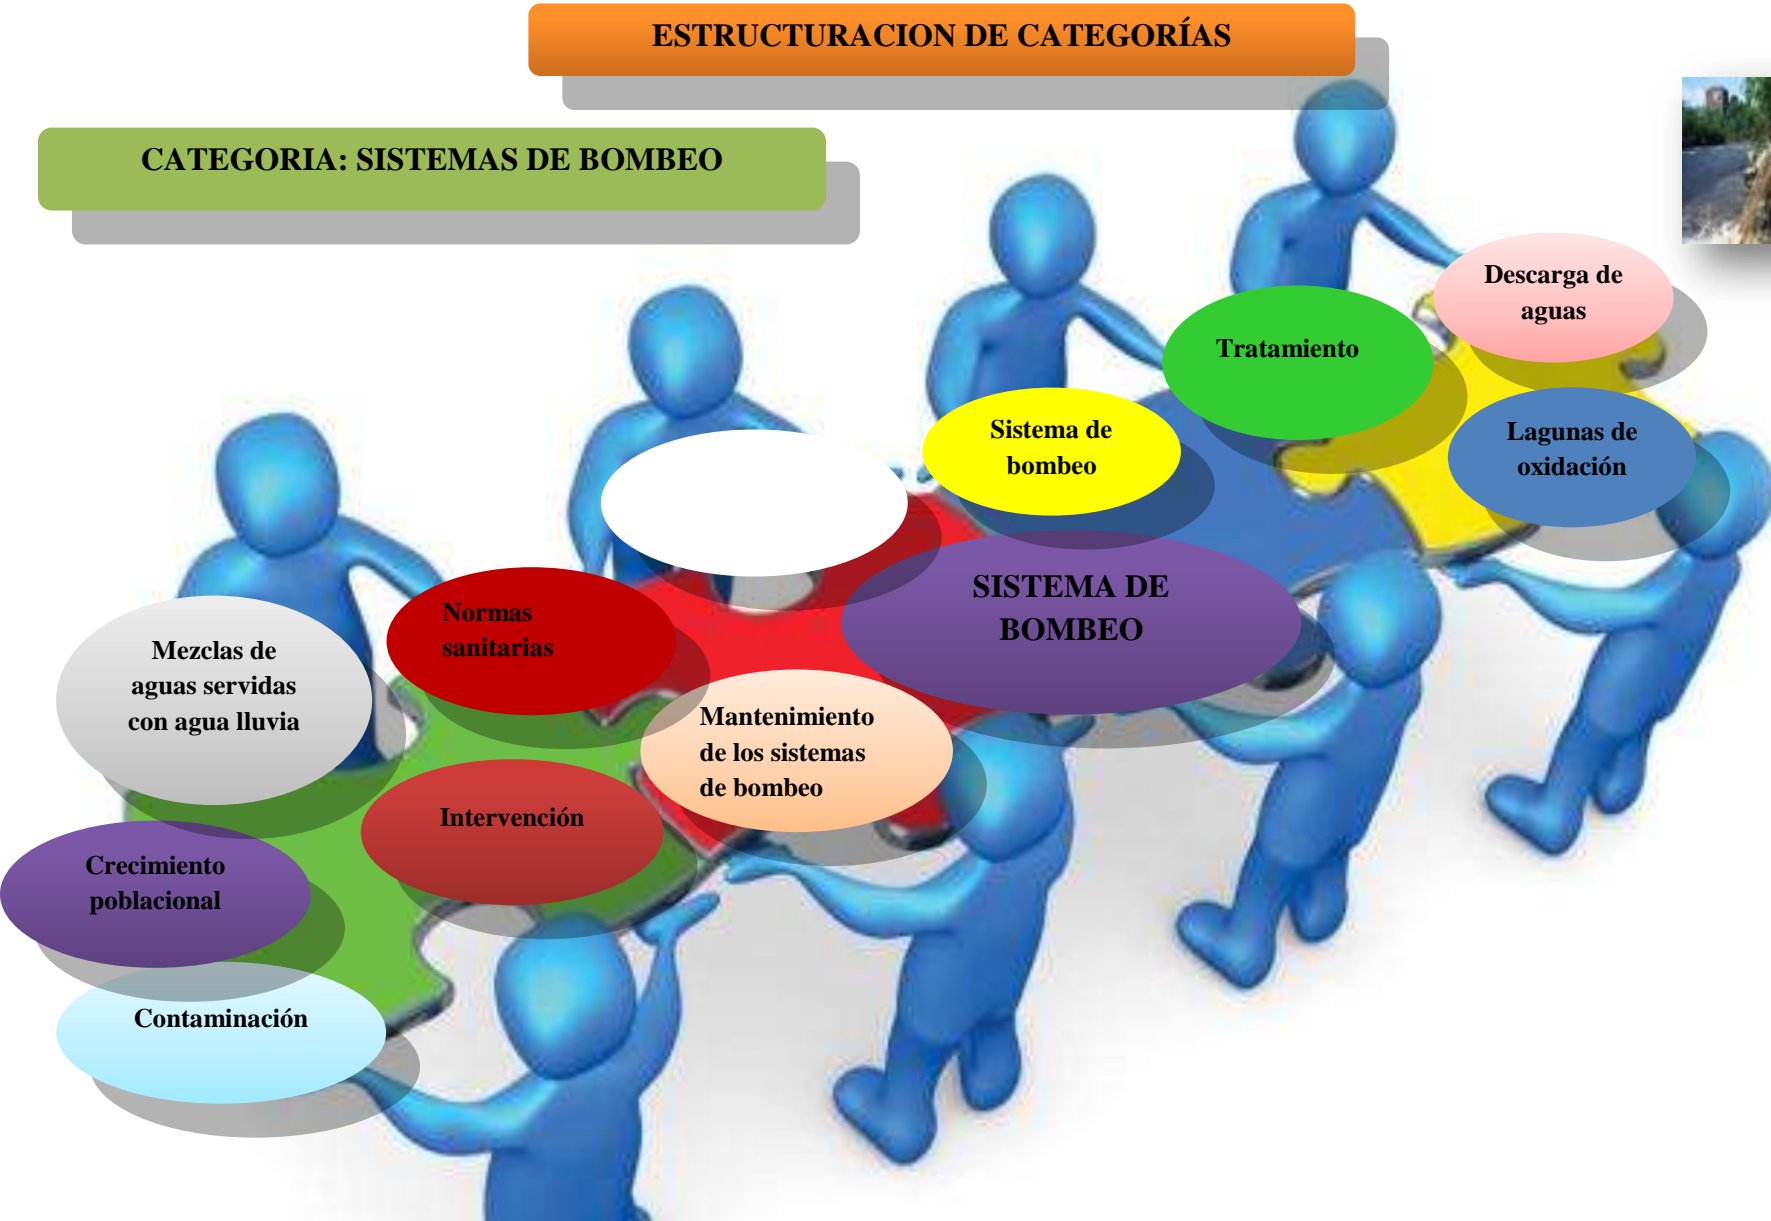 ESTRUCTURACION DE CATEGORÍAS
CATEGORIA: SISTEMAS DE BOMBEO
Descarga de
aguas
Tratamiento
Sistema de
bombeo
Lagunas de
oxidación
SISTEMA DE
BOMBEO
Normas
sanitarias
Mezclas de
aguas servidas
con agua lluvia
Mantenimiento
de los sistemas
de bombeo
Intervención
Crecimiento
poblacional
Contaminación